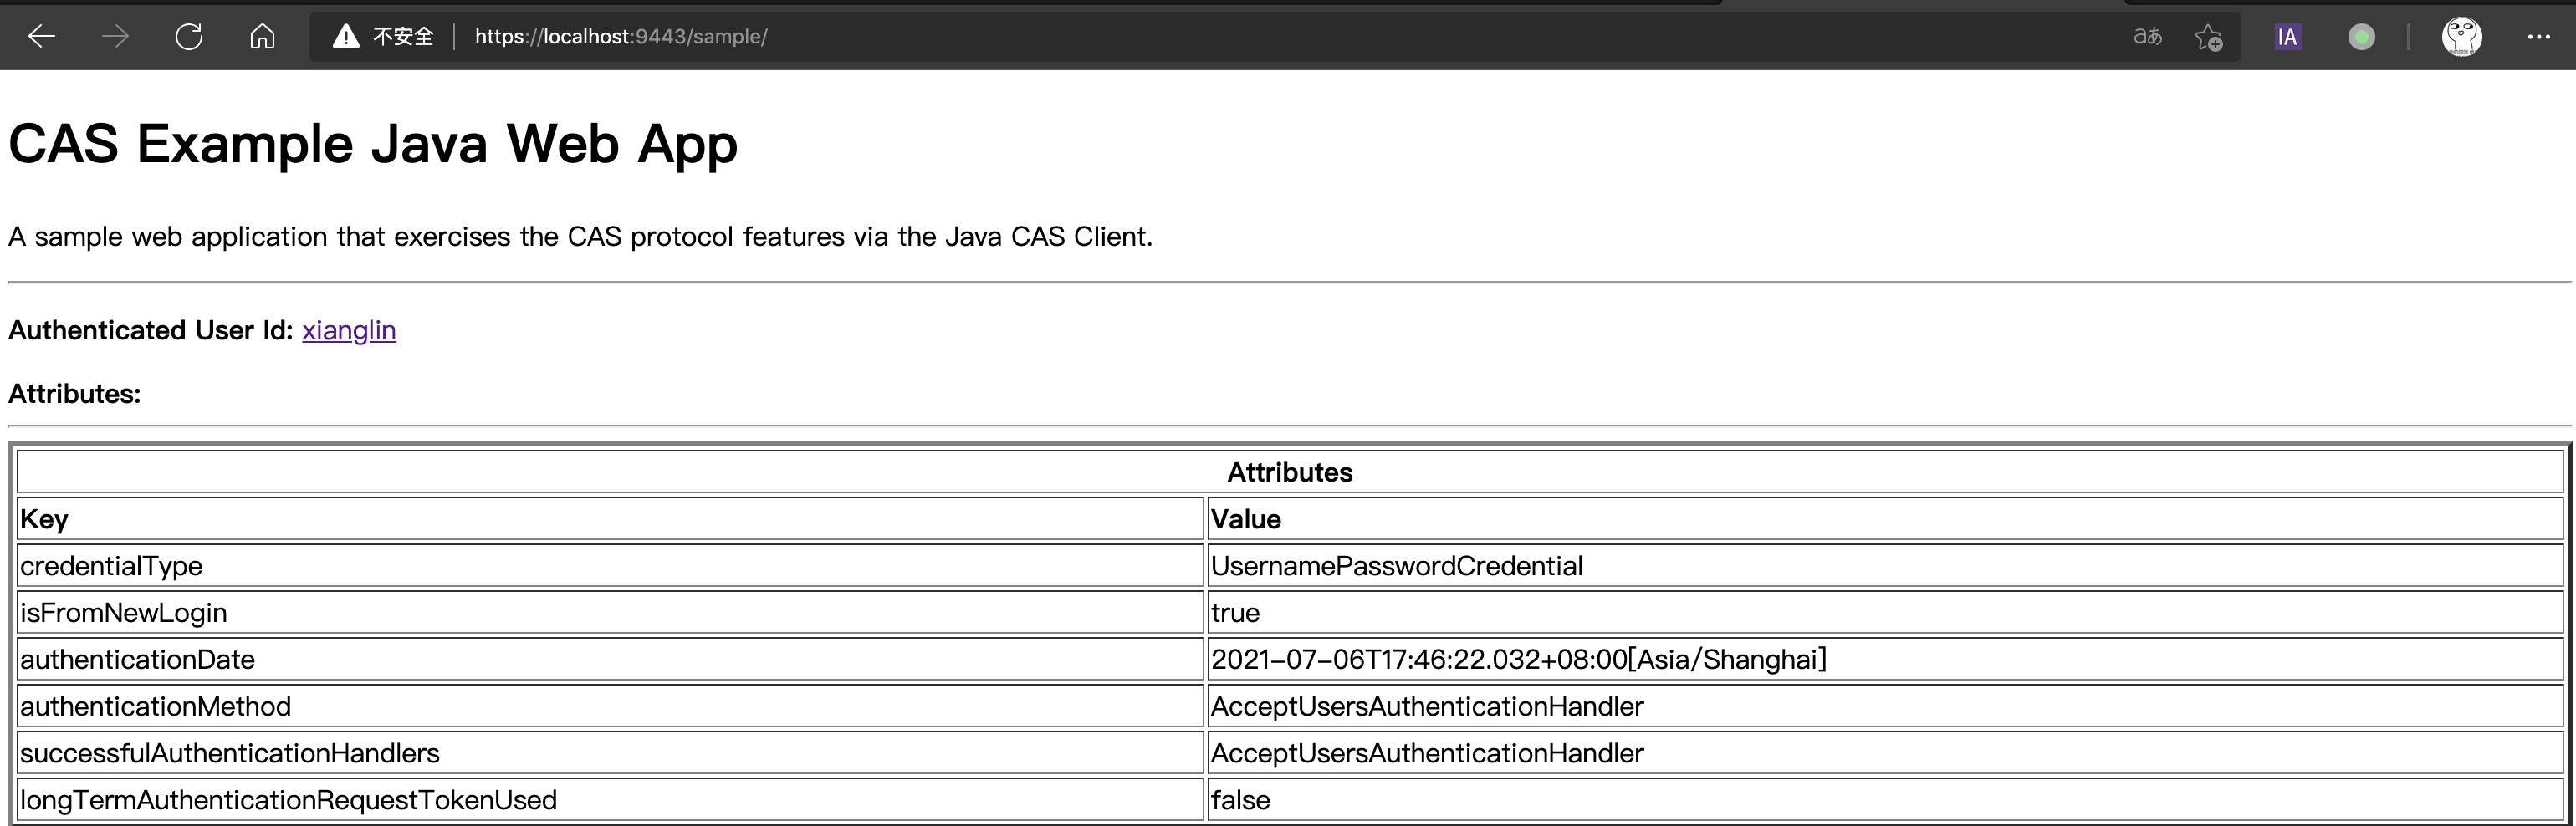 不安全 https://localhost:9443/sample/ aあ IA
CAS Example Java Web App
A sample web application that exercises the CAS protocol features via the Java CAS Client.
Authenticated User Id: xianglin
Attributes:
Attributes
Key Value
credentialType UsernamePasswordCredential
isFromNewLogin true
authenticationDate 2021-07-06T17:46:22.032+08:00[Asia/Shanghai]
authenticationMethod AcceptUsersAuthenticationHandler
successfulAuthenticationHandlers AcceptUsersAuthenticationHandler
longTermAuthenticationRequestTokenUsed false